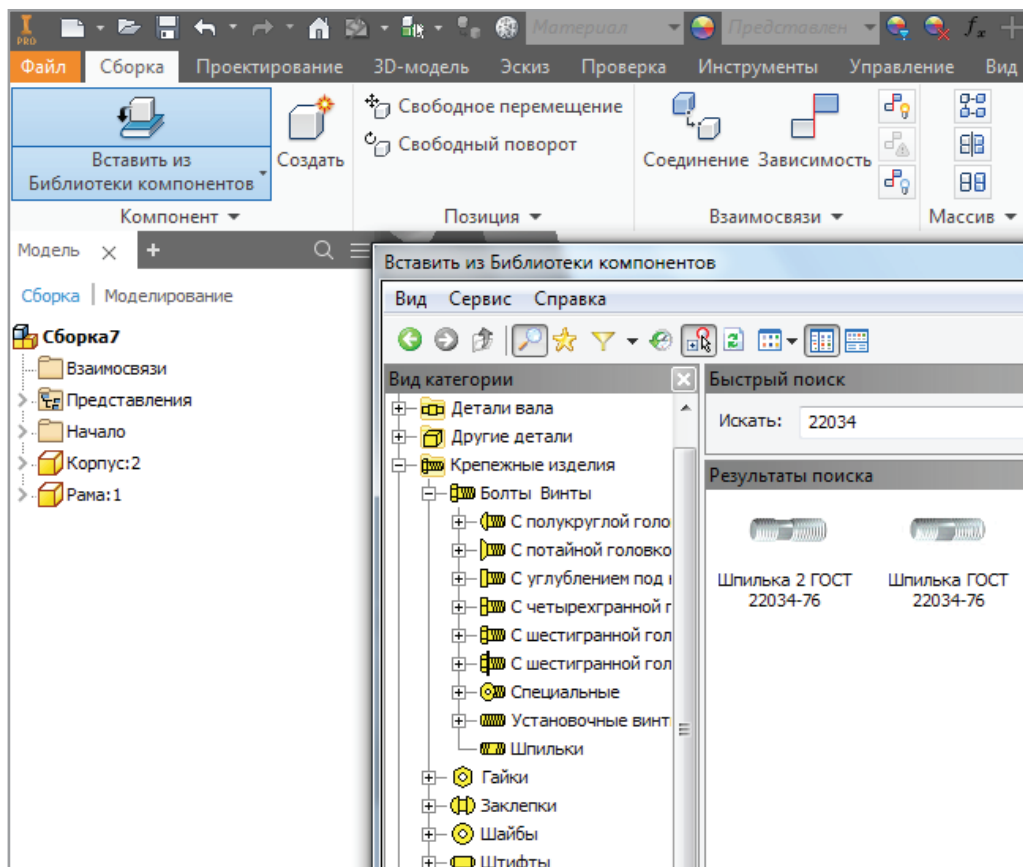 PRO
Материал
Представлен
fx
Файл Сборка Проектирование 3D-модель Эскиз Проверка Инструменты Управление Вид
Вставить из
Библиотеки компонентов
Создать
Свободное перемещение
Свободный поворот
Соединение Зависимость
Компонент
Позиция
Взаимосвязи
Массив
Модель
Сборка | Моделирование
Сборка7
Взаимосвязи
Представления
Начало
Корпус:2
Рама:1
Вставить из Библиотеки компонентов
Вид Сервис Справка
Вид категории
Детали вала
Другие детали
Крепежные изделия
Болты Винты
С полукруглой голо
С потайной головко
С углублением под
С четырехгранной г
С шестигранной гол
С шестигранной гол
Специальные
Установочные винт
Шпильки
Гайки
Заклепки
Шайбы
Штифты
Быстрый поиск
Искать: 22034
Результаты поиска
Шпилька 2 ГОСТ
22034-76
Шпилька ГОСТ
22034-76